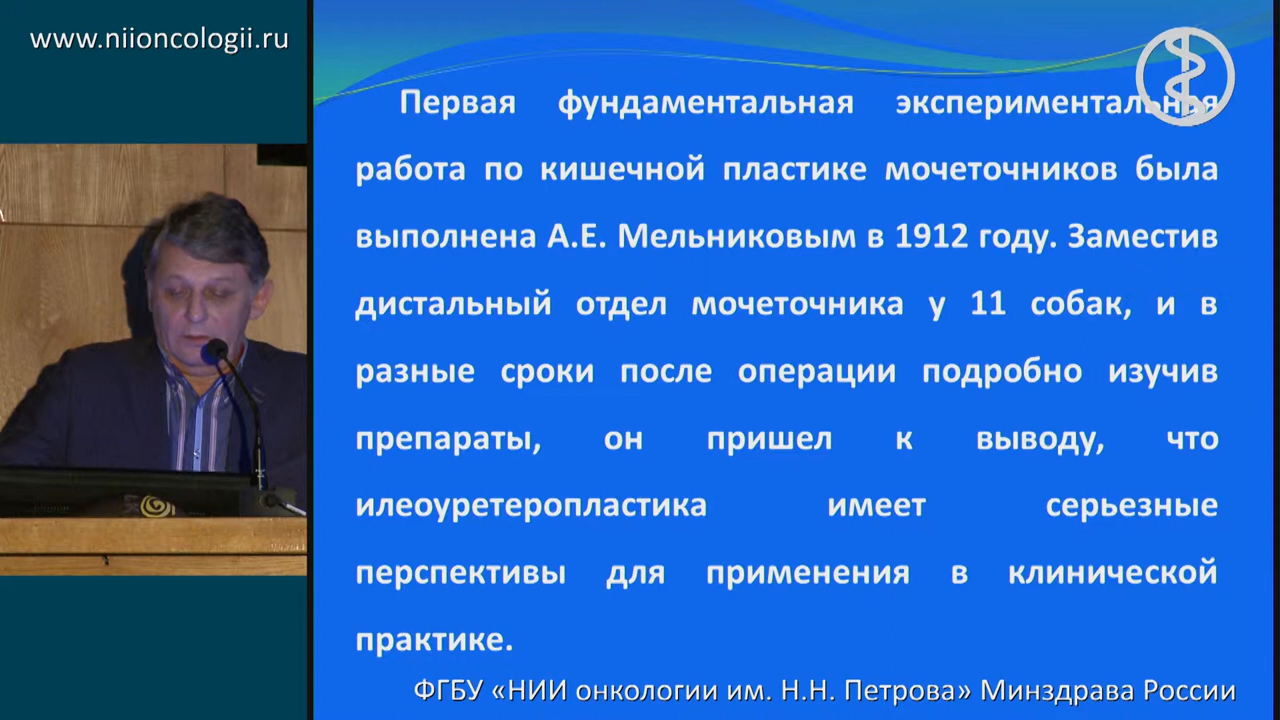 www.niioncologii.ru
Первая фундаментальная экспериментальная
работа по кишечной пластике мочеточников была
выполнена А.Е. Мельниковым в 1912 году. Заместив
дистальный отдел мочеточника у 11 собак, и в
разные сроки после операции подробно изучив
препараты, он пришел к выводу, что
илеоуретеропластика имеет серьезные
перспективы для применения в клинической
практике.
ФГБУ «НИИ онкологии им. Н.Н. Петрова» Минздрава России